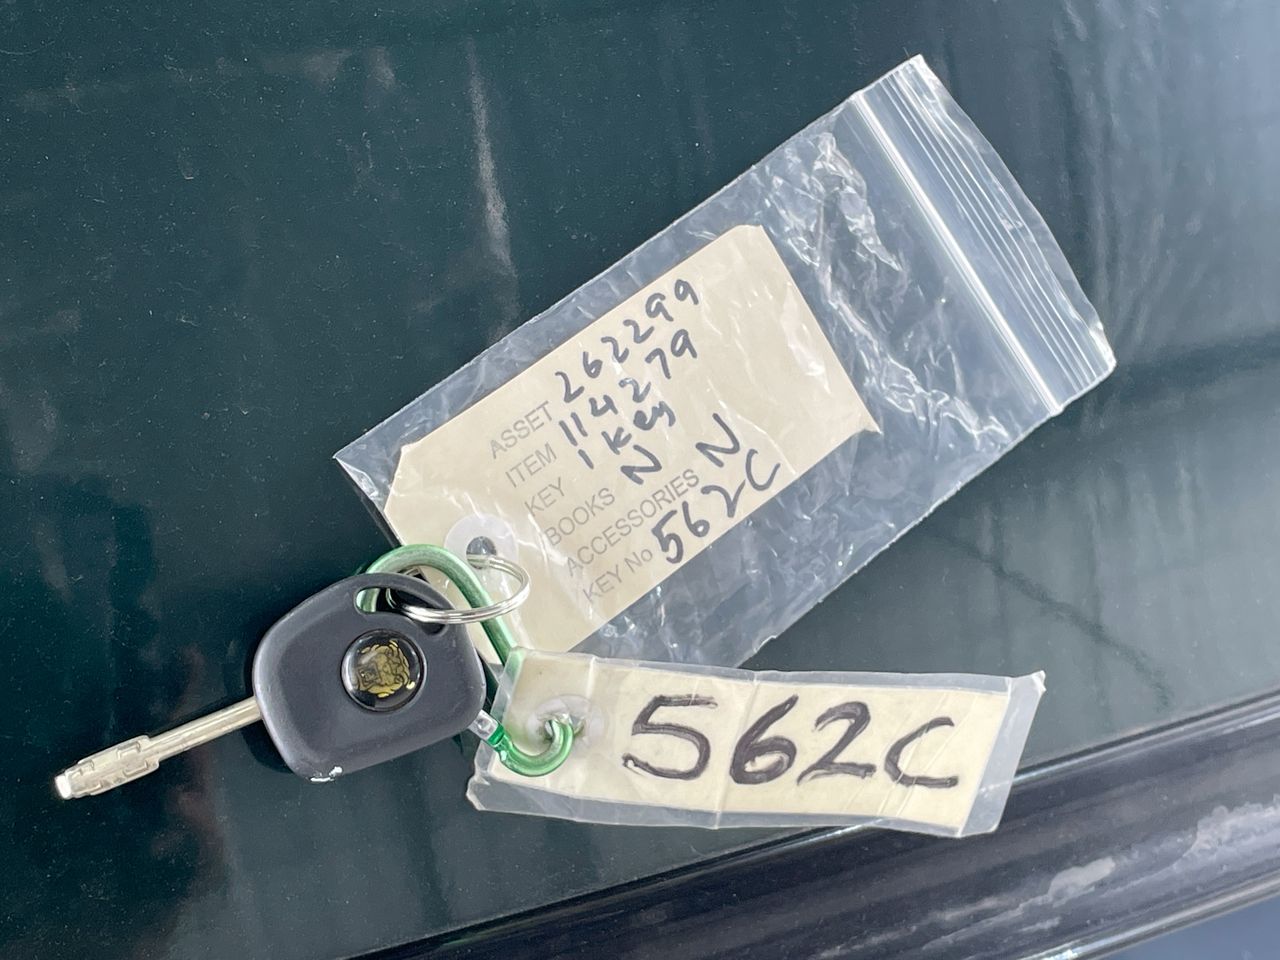 ASSET 262299
ITEM 114279
KEY 1 Key
BOOKS N
ACCESSORIES N
KEY No 562C
562C